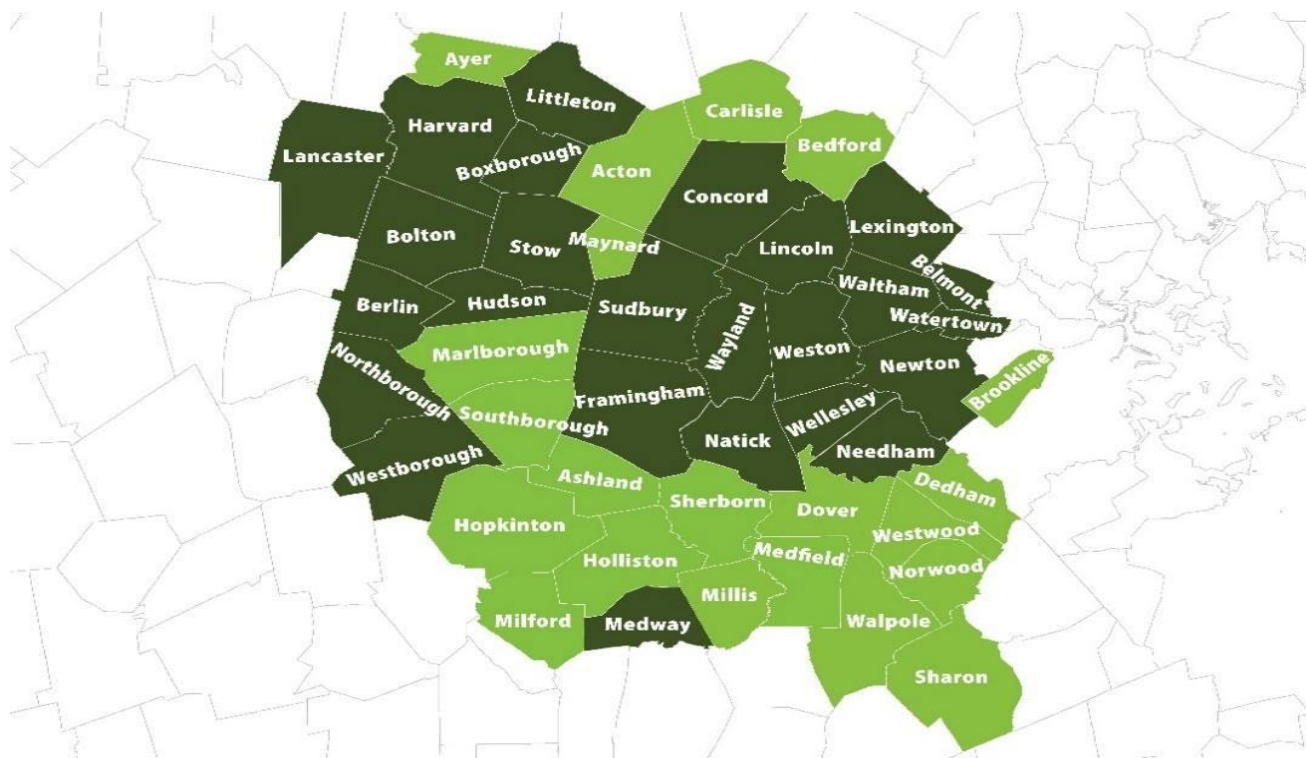 Ayer
Littleton
Carlisle
Harvard
Bedford
Lancaster
Boxborough
Acton
Concord
Lexington
Bolton
Stow
Maynard
Lincoln
Belmont
Waltham
Berlin
Hudson
Sudbury
Watertown
Wayland
Weston
Marlborough
Newton
Northborough
Brookline
Framingham
Wellesley
Southborough
Natick
Needham
Westborough
Ashland
Sherborn
Dedham
Dover
Hopkinton
Westwood
Medfield
Holliston
Norwood
Millis
Milford
Medway
Walpole
Sharon